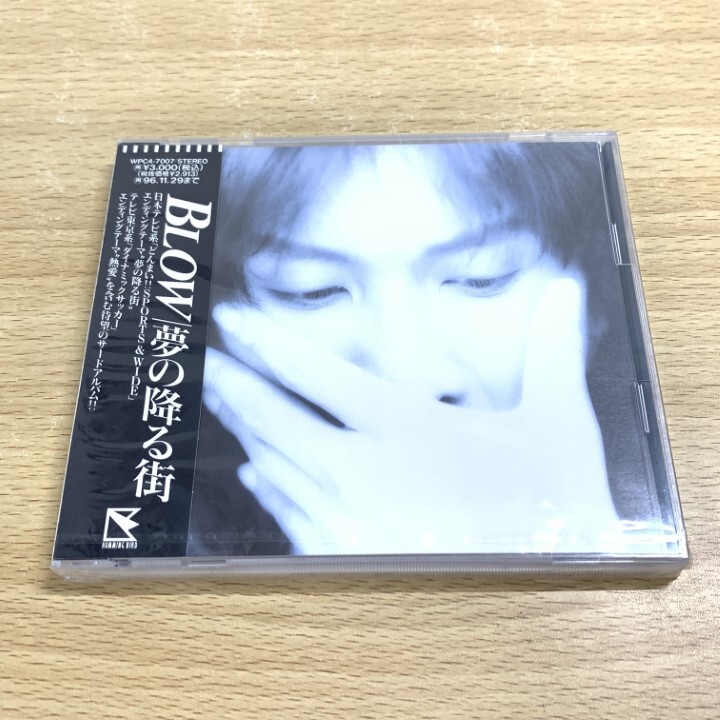 WPC4-7007 STEREO
再¥3,000(税込)
(税抜価格¥2,913)
再96.11.29まで
BLOW/夢の降る街
日本テレビ系「どんまい!!SPORTS&WIDE」
エンディングテーマ“夢の降る街”
テレビ東京系「ダイナミックサッカー」
エンディングテーマ“熱愛”を含む待望のサードアルバム!!
HUMMING BIRD